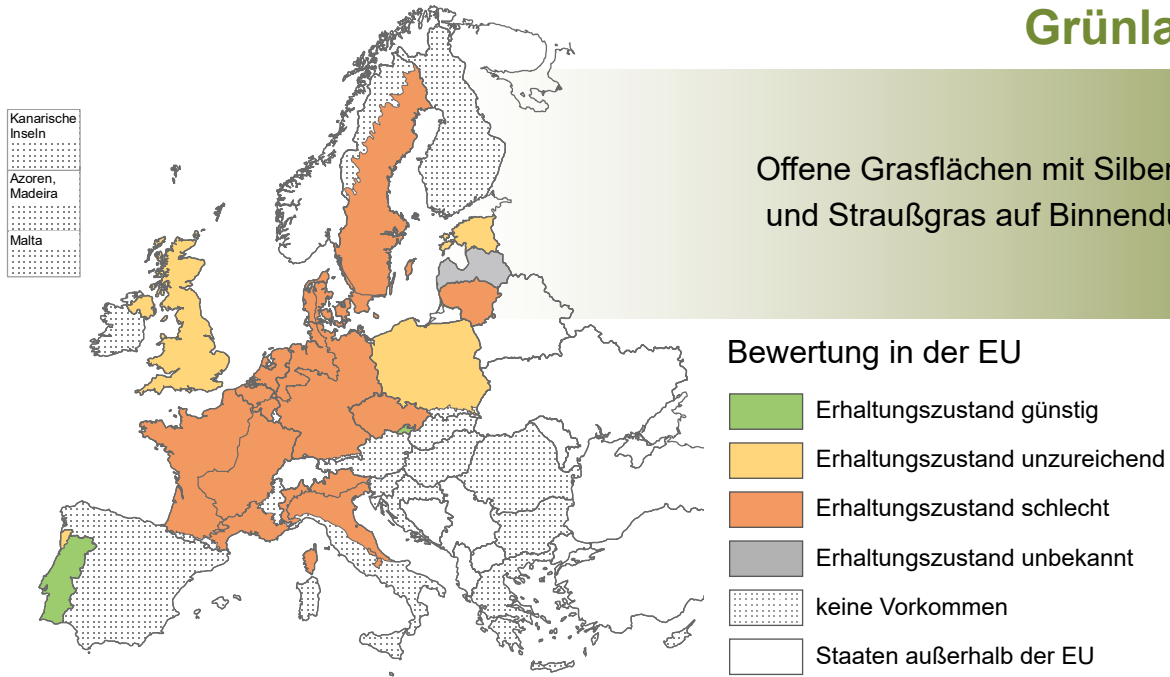 Grünla
Kanarische
Inseln
Azoren,
Madeira
Malta
Offene Grasflächen mit Silber
und Straußgras auf Binnendü
Bewertung in der EU
Erhaltungszustand günstig
Erhaltungszustand unzureichend
Erhaltungszustand schlecht
Erhaltungszustand unbekannt
keine Vorkommen
Staaten außerhalb der EU